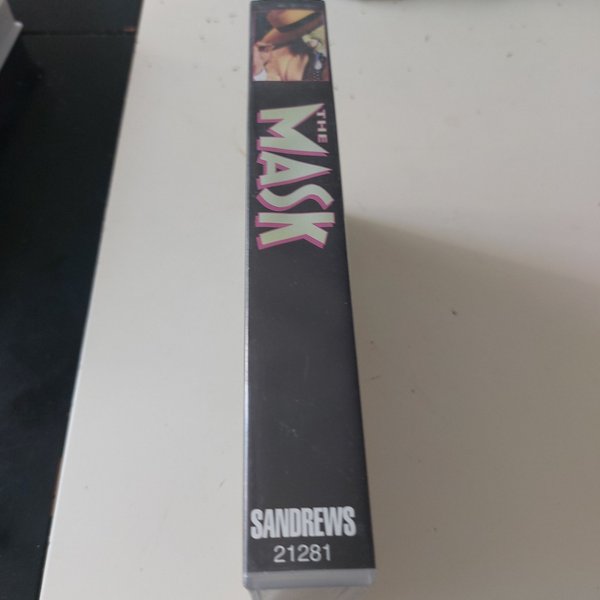 THE
MASK
SANDREWS
21281